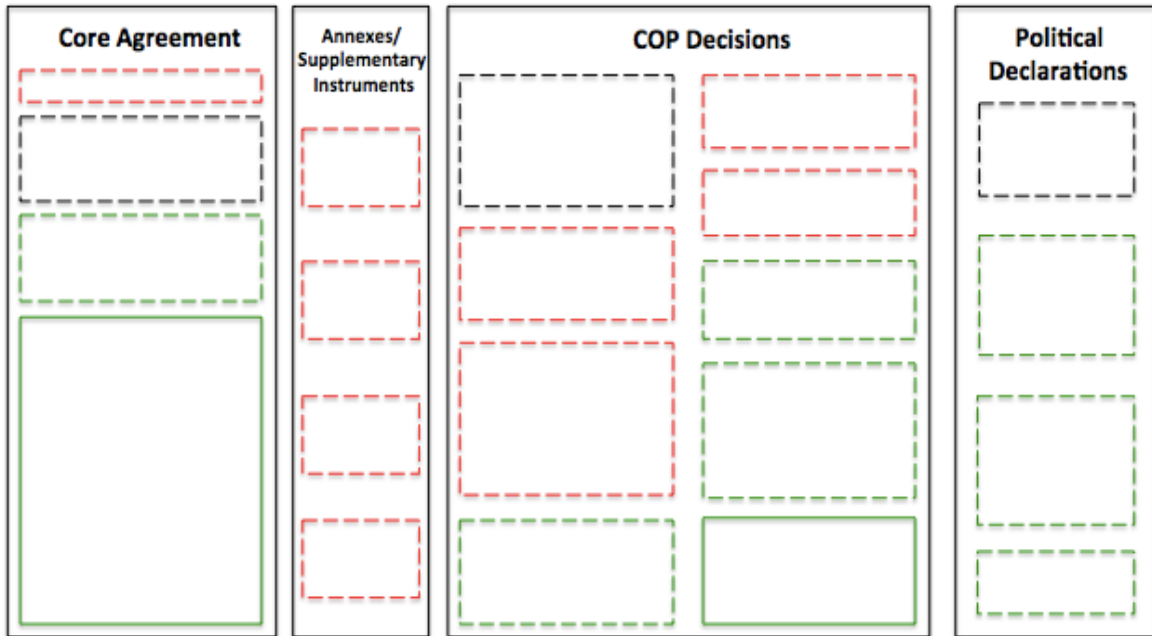 Core Agreement
Annexes/
Supplementary
Instruments
COP Decisions
Political
Declarations